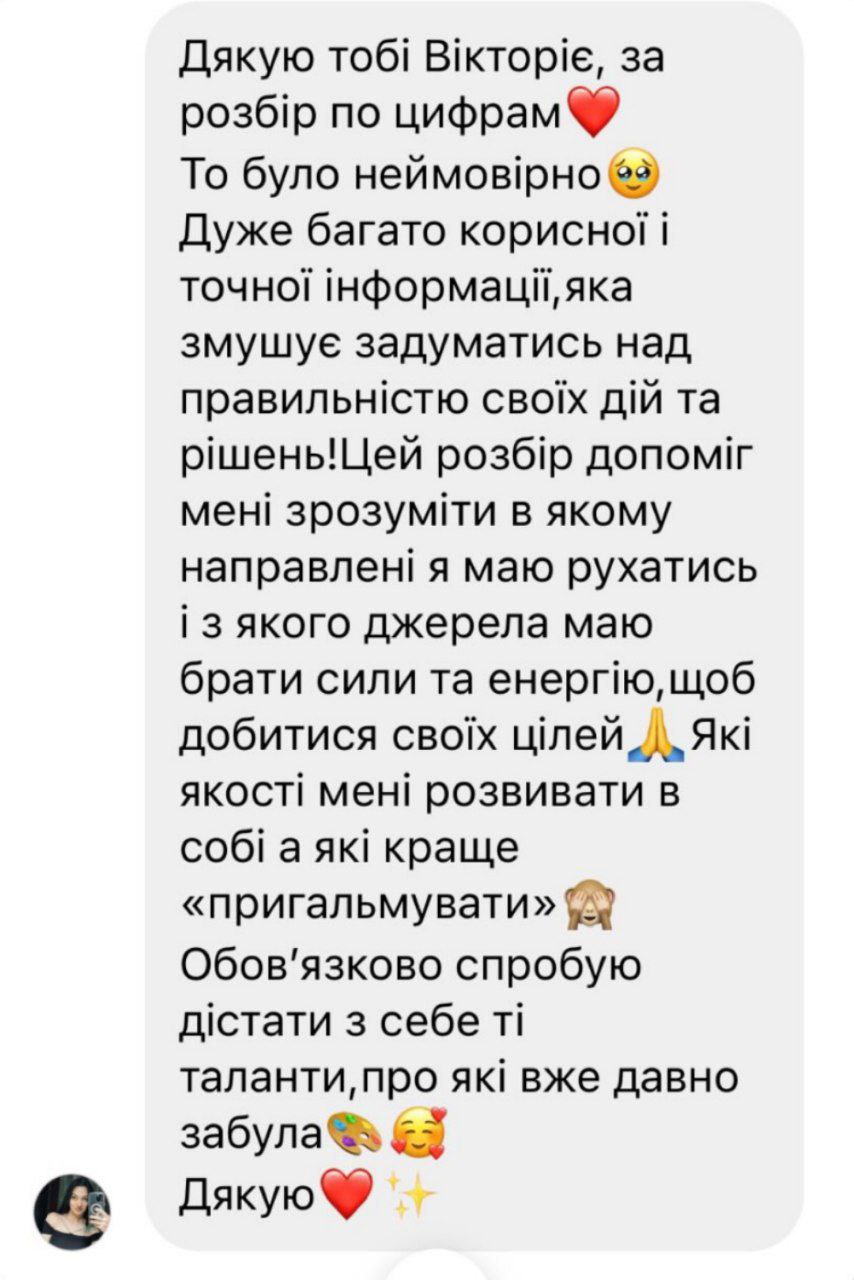 Дякую тобі Вікторіє, за
розбір по цифрам❤️
То було неймовірно🥹
Дуже багато корисної і
точної інформації,яка
змушує задуматись над
правильністю своїх дій та
рішень!Цей розбір допоміг
мені зрозуміти в якому
направлені я маю рухатись
і з якого джерела маю
брати сили та енергію,щоб
добитися своїх цілей🙏Які
якості мені розвивати в
собі а які краще
«пригальмувати»🙈
Обов’язково спробую
дістати з себе ті
таланти,про які вже давно
забула🎨🥰
Дякую❤️✨